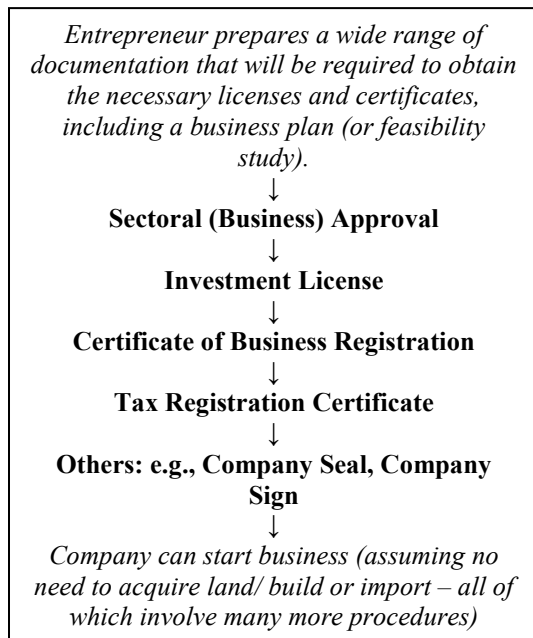 Entrepreneur prepares a wide range of
documentation that will be required to obtain
the necessary licenses and certificates,
including a business plan (or feasibility
study).
↓
Sectoral (Business) Approval
↓
Investment License
↓
Certificate of Business Registration
↓
Tax Registration Certificate
↓
Others: e.g., Company Seal, Company
Sign
↓
Company can start business (assuming no
need to acquire land/ build or import – all of
which involve many more procedures)